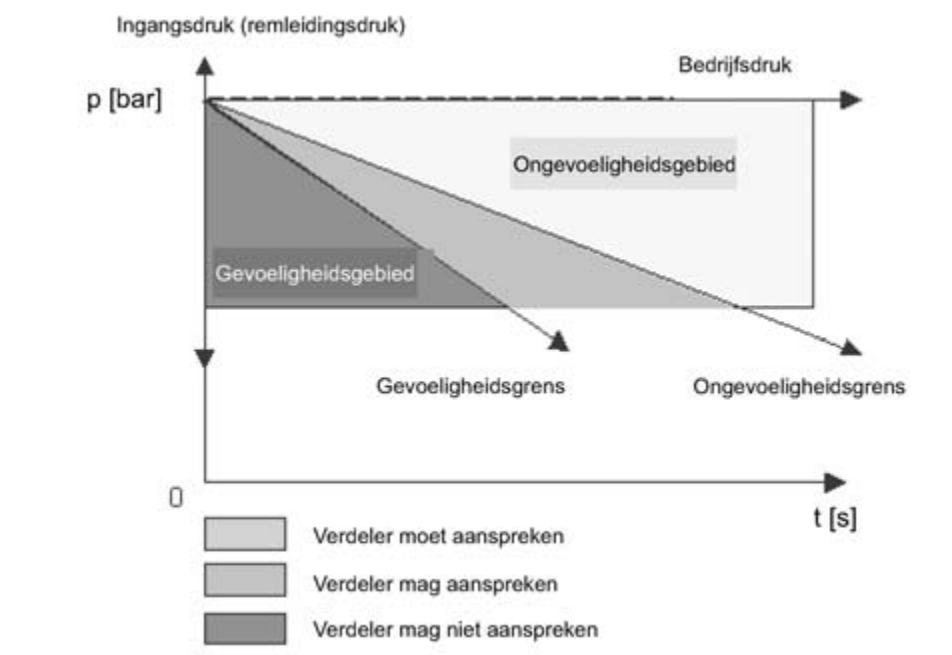 Ingangsdruk (remleidingsdruk)
Bedrijfsdruk
p [bar]
Ongevoeligheidsgebied
Gevoeligheidsgebied
Gevoeligheidsgrens
Ongevoeligheidsgrens
0
t [s]
Verdeler moet aanspreken
Verdeler mag aanspreken
Verdeler mag niet aanspreken